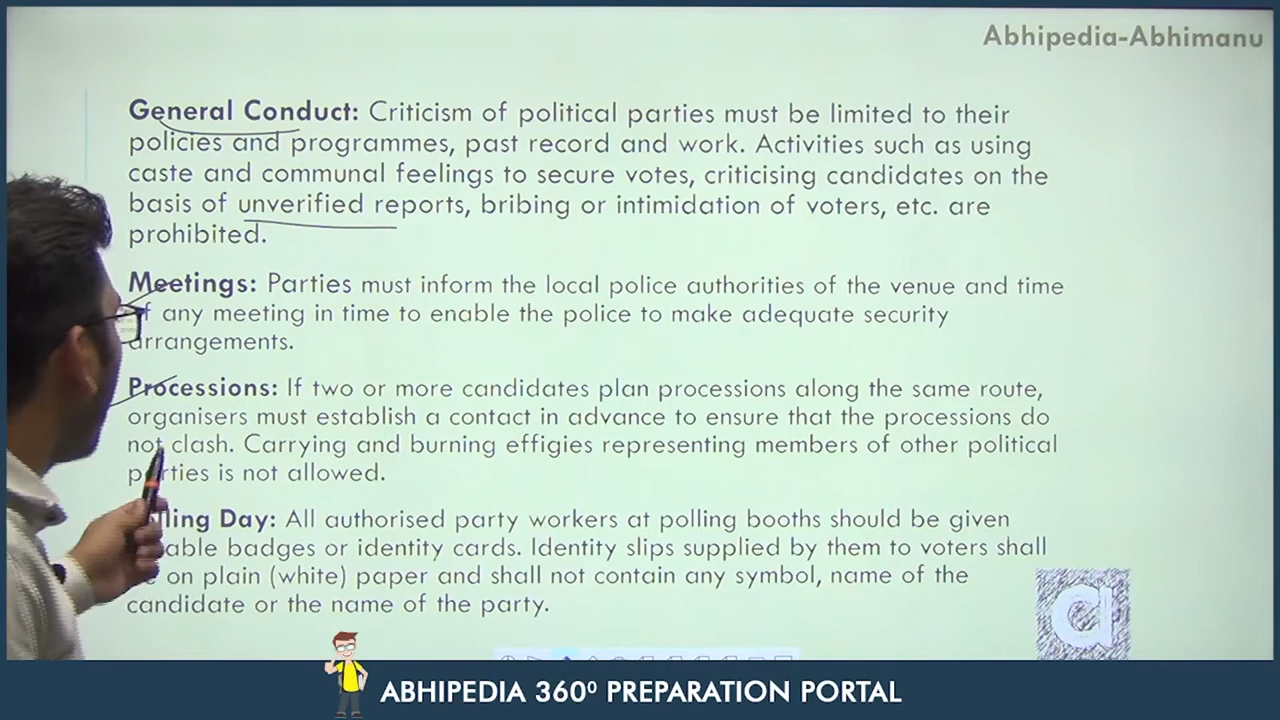 Abhipedia-Abhimanu
General Conduct: Criticism of political parties must be limited to their
policies and programmes, past record and work. Activities such as using
caste and communal feelings to secure votes, criticising candidates on the
basis of unverified reports, bribing or intimidation of voters, etc. are
prohibited.
Meetings: Parties must inform the local police authorities of the venue and time
any meeting in time to enable the police to make adequate security
arrangements.
Processions: If two or more candidates plan processions along the same route,
organisers must establish a contact in advance to ensure that the processions do
not clash. Carrying and burning effigies representing members of other political
parties is not allowed.
Day: All authorised party workers at polling booths should be given
badges or identity cards. Identity slips supplied by them to voters shall
on plain (white) paper and shall not contain any symbol, name of the
candidate or the name of the party.
a
ABHIPEDIA 360⁰ PREPARATION PORTAL